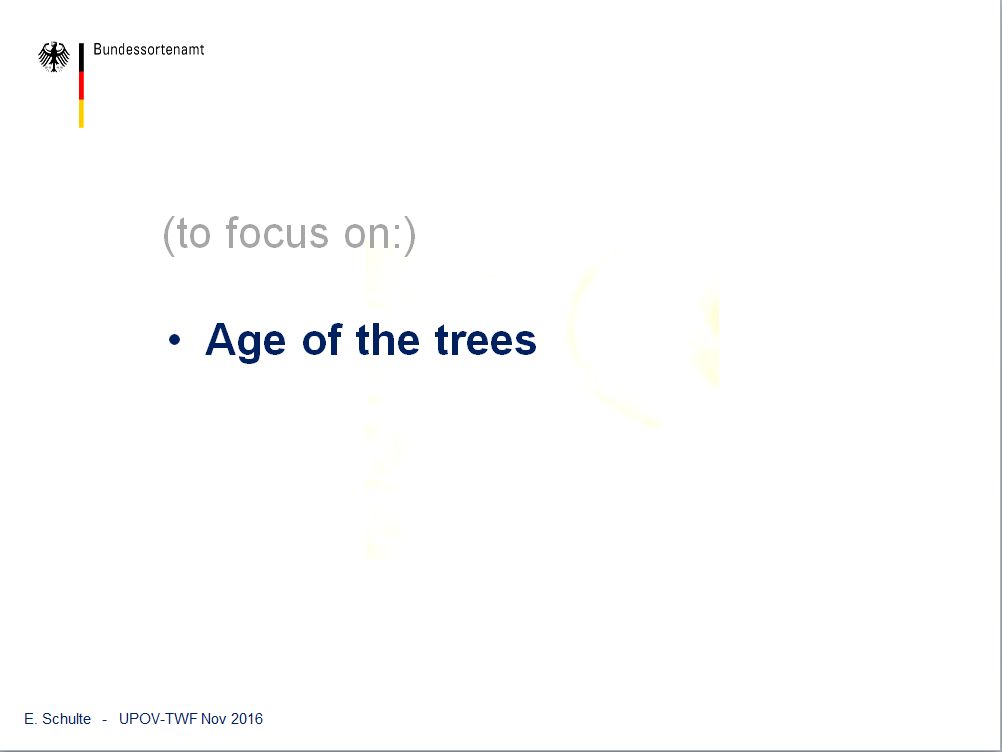 Bundessortenamt
(to focus on:)
• Age of the trees
E. Schulte - UPOV-TWF Nov 2016